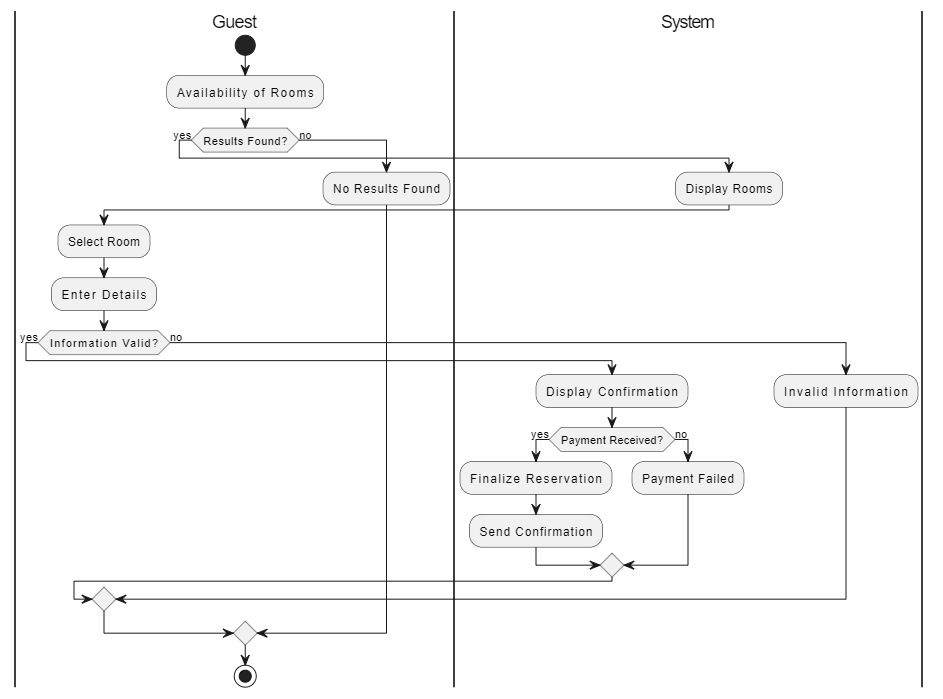 Guest
System
Availability of Rooms
yes
Results Found?
no
No Results Found
Display Rooms
Select Room
Enter Details
yes
Information Valid?
no
Display Confirmation
Invalid Information
yes
Payment Received?
no
Finalize Reservation
Payment Failed
Send Confirmation